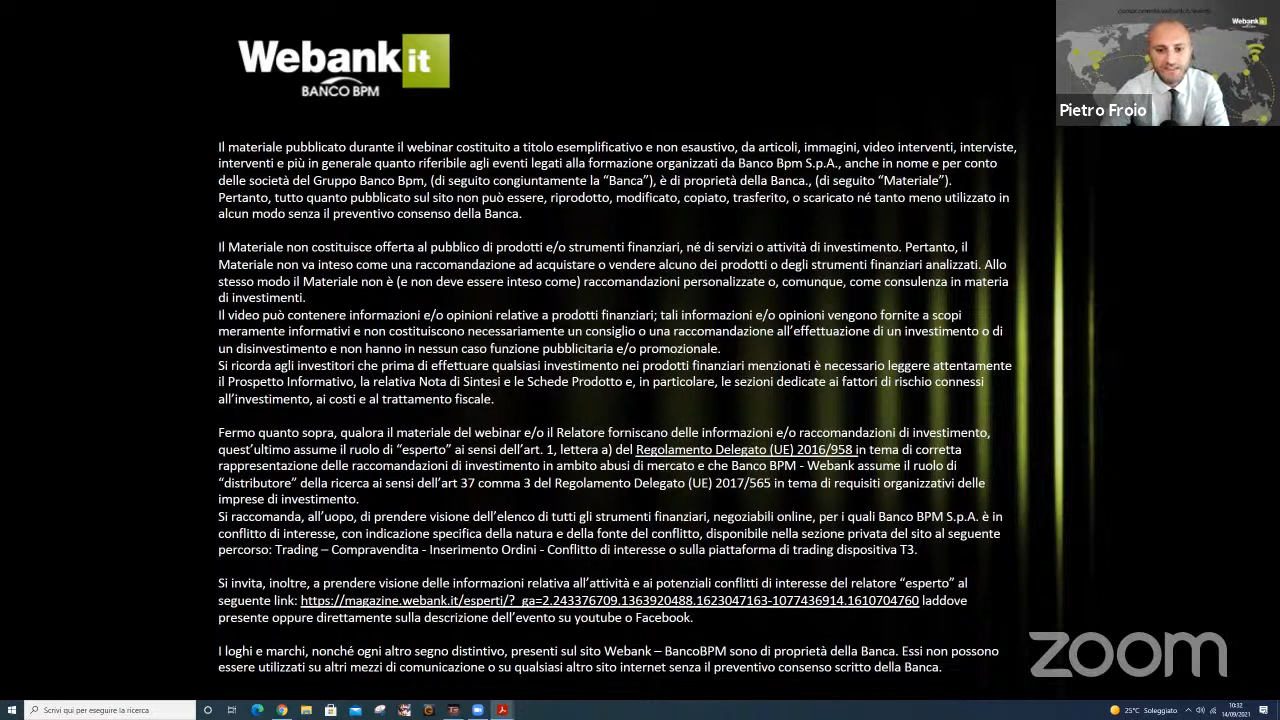 Webank it
BANCO BPM
Webank it
Pietro Froio
Il materiale pubblicato durante il webinar costituito a titolo esemplificativo e non esaustivo, da articoli, immagini, video interventi, interviste,
interventi e più in generale quanto riferibile agli eventi legati alla formazione organizzati da Banco Bpm S.p.A., anche in nome e per conto
delle società del Gruppo Banco Bpm, (di seguito congiuntamente la “Banca”), è di proprietà della Banca., (di seguito “Materiale”).
Pertanto, tutto quanto pubblicato sul sito non può essere, riprodotto, modificato, copiato, trasferito, o scaricato né tanto meno utilizzato in
alcun modo senza il preventivo consenso della Banca.
Il Materiale non costituisce offerta al pubblico di prodotti e/o strumenti finanziari, né di servizi o attività di investimento. Pertanto, il
Materiale non va inteso come una raccomandazione ad acquistare o vendere alcuno dei prodotti o degli strumenti finanziari analizzati. Allo
stesso modo il Materiale non è (e non deve essere inteso come) raccomandazioni personalizzate o, comunque, come consulenza in materia
di investimenti.
Il video può contenere informazioni e/o opinioni relative a prodotti finanziari; tali informazioni e/o opinioni vengono fornite a scopi
meramente informativi e non costituiscono necessariamente un consiglio o una raccomandazione all’effettuazione di un investimento o di
un disinvestimento e non hanno in nessun caso funzione pubblicitaria e/o promozionale.
Si ricorda agli investitori che prima di effettuare qualsiasi investimento nei prodotti finanziari menzionati è necessario leggere attentamente
il Prospetto Informativo, la relativa Nota di Sintesi e le Schede Prodotto e, in particolare, le sezioni dedicate ai fattori di rischio connessi
all’investimento, ai costi e al trattamento fiscale.
Fermo quanto sopra, qualora il materiale del webinar e/o il Relatore forniscano delle informazioni e/o raccomandazioni di investimento,
quest’ultimo assume il ruolo di “esperto” ai sensi dell’art. 1, lettera a) del Regolamento Delegato (UE) 2016/958 in tema di corretta
rappresentazione delle raccomandazioni di investimento in ambito abusi di mercato e che Banco BPM - Webank assume il ruolo di
“distributore” della ricerca ai sensi dell’art 37 comma 3 del Regolamento Delegato (UE) 2017/565 in tema di requisiti organizzativi delle
imprese di investimento.
Si raccomanda, all’uopo, di prendere visione dell’elenco di tutti gli strumenti finanziari, negoziabili online, per i quali Banco BPM S.p.A. è in
conflitto di interesse, con indicazione specifica della natura e della fonte del conflitto, disponibile nella sezione privata del sito al seguente
percorso: Trading – Compravendita - Inserimento Ordini - Conflitto di interesse o sulla piattaforma di trading dispositiva T3.
Si invita, inoltre, a prendere visione delle informazioni relativa all’attività e ai potenziali conflitti di interesse del relatore “esperto” al
seguente link: https://magazine.webank.it/esperti/?_ga=2.243376709.1363920488.1623047163-1077436914.1610704760 laddove
presente oppure direttamente sulla descrizione dell’evento su youtube o Facebook.
I loghi e marchi, nonché ogni altro segno distintivo, presenti sul sito Webank – BancoBPM sono di proprietà della Banca. Essi non possono
essere utilizzati su altri mezzi di comunicazione o su qualsiasi altro sito internet senza il preventivo consenso scritto della Banca.
zoom
Scrivi qui per eseguire la ricerca
25°C Soleggiato
10:32
14/09/2021